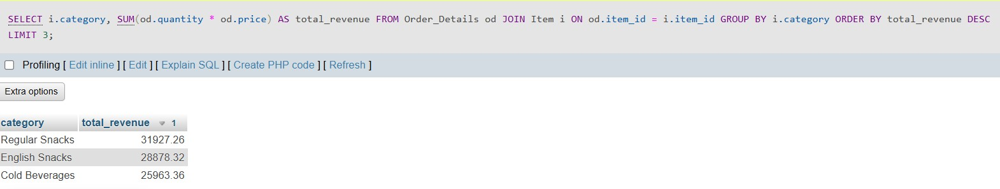 SELECT i.category, SUM(od.quantity * od.price) AS total_revenue FROM Order_Details od JOIN Item i ON od.item_id = i.item_id GROUP BY i.category ORDER BY total_revenue DESC
LIMIT 3;
Profiling [ Edit inline ] [ Edit ] [ Explain SQL ] [ Create PHP code ] [ Refresh ]
Extra options
category total_revenue 1
Regular Snacks 31927.26
English Snacks 28878.32
Cold Beverages 25963.36